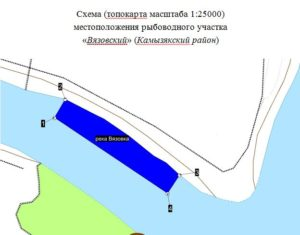 Схема (топокарта масштаба 1:25000)
местоположения рыбоводного участка
«Вязовский» (Камызякский район)
2
1
река Вязовка
3
4